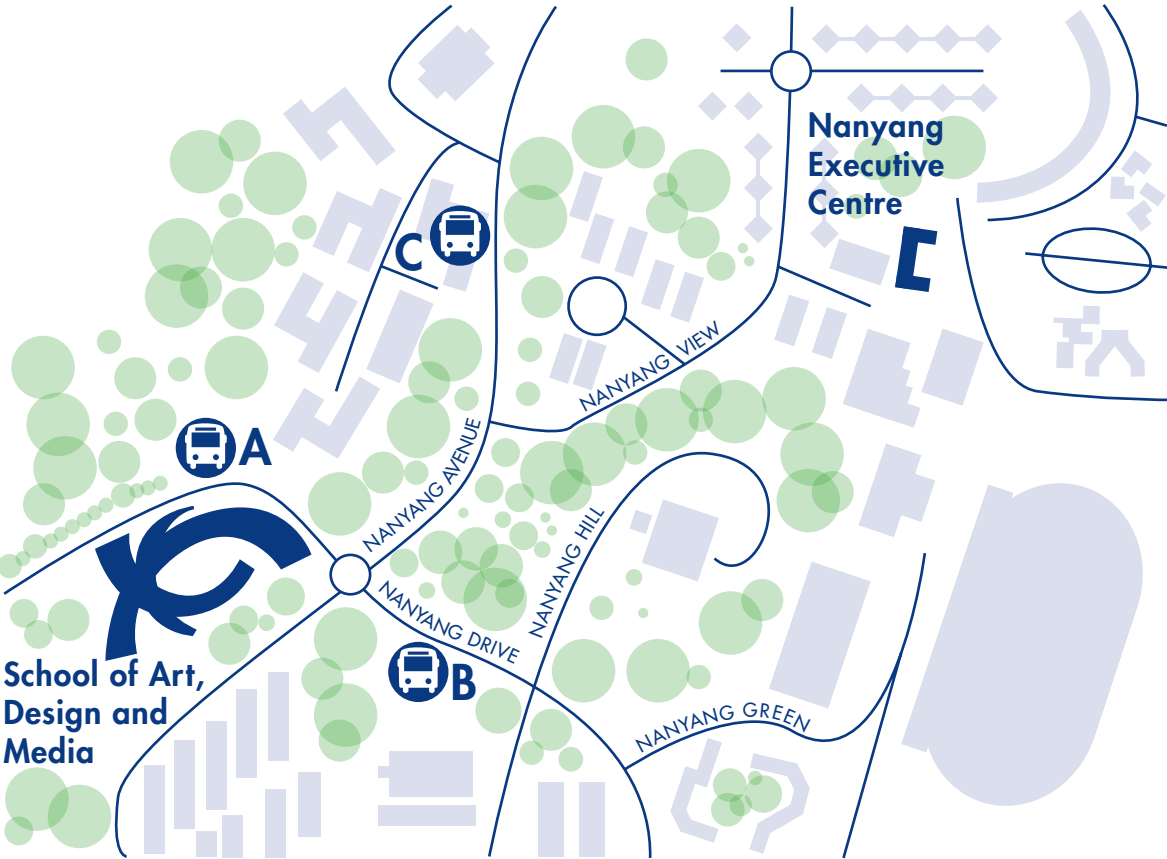 Nanyang
Executive
Centre
C
NANYANG VIEW
A
NANYANG AVENUE
NANYANG HILL
NANYANG DRIVE
B
School of Art,
Design and
Media
NANYANG GREEN